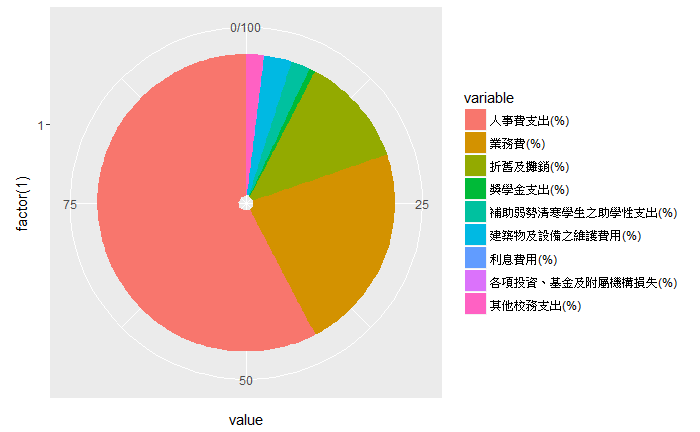 0/100
25
50
75
1
factor(1)
value
variable
人事費支出(%)
業務費(%)
折舊及攤銷(%)
獎學金支出(%)
補助弱勢清寒學生之助學性支出(%)
建築物及設備之維護費用(%)
利息費用(%)
各項投資、基金及附屬機構損失(%)
其他校務支出(%)